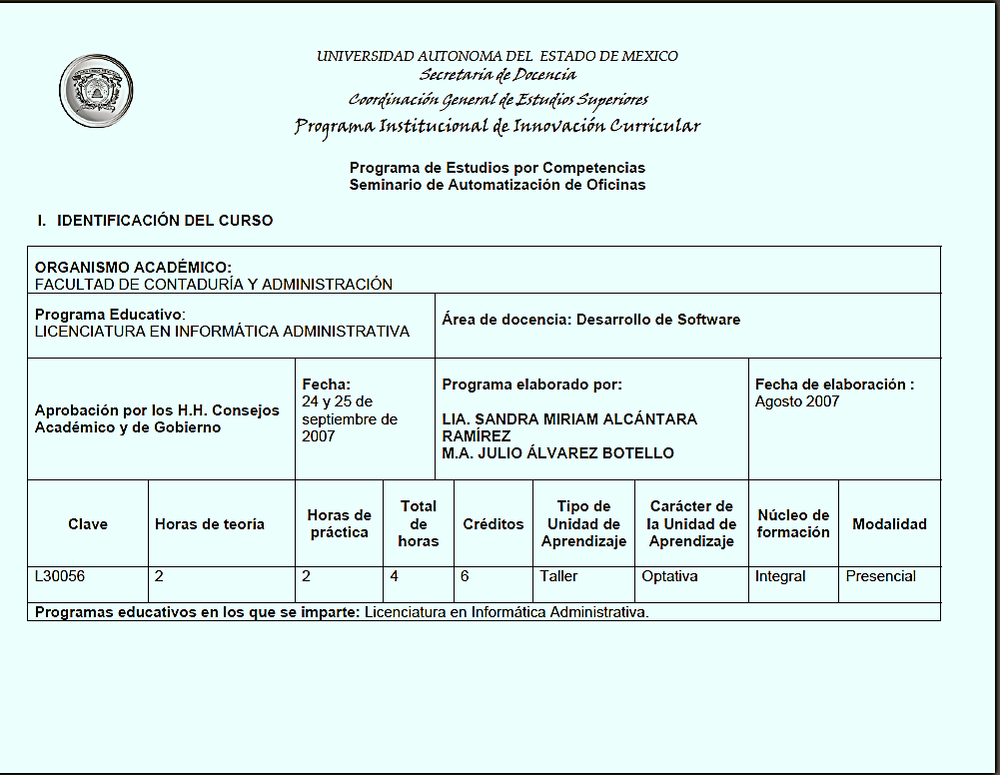 UNIVERSIDAD AUTONOMA DEL ESTADO DE MEXICO
Secretaria de Docencia
Coordinación General de Estudios Superiores
Programa Institucional de Innovación Curricular
Programa de Estudios por Competencias
Seminario de Automatización de Oficinas
I. IDENTIFICACIÓN DEL CURSO
ORGANISMO ACADÉMICO:
FACULTAD DE CONTADURÍA Y ADMINISTRACIÓN
Programa Educativo:
LICENCIATURA EN INFORMÁTICA ADMINISTRATIVA
Área de docencia: Desarrollo de Software
Aprobación por los H.H. Consejos
Académico y de Gobierno
Fecha:
24 y 25 de
septiembre de
2007
Programa elaborado por:
LIA. SANDRA MIRIAM ALCÁNTARA
RAMÍREZ
M.A. JULIO ÁLVAREZ BOTELLO
Fecha de elaboración :
Agosto 2007
Clave
Horas de teoría
Horas de
práctica
Total
de
horas
Créditos
Tipo de
Unidad de
Aprendizaje
Carácter de
la Unidad de
Aprendizaje
Núcleo de
formación
Modalidad
L30056
2
2
4
6
Taller
Optativa
Integral
Presencial
Programas educativos en los que se imparte: Licenciatura en Informática Administrativa.